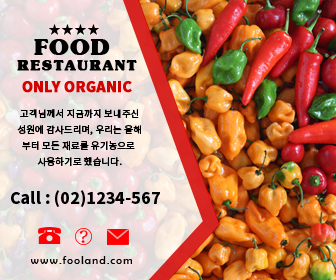 ★★★★
FOOD
RESTAURANT
ONLY ORGANIC
고객님께서 지금까지 보내주신
성원에 감사드리며, 우리는 올해
부터 모든 재료를 유기농으로
사용하기로 했습니다.
Call : (02)1234-567
www.fooland.com